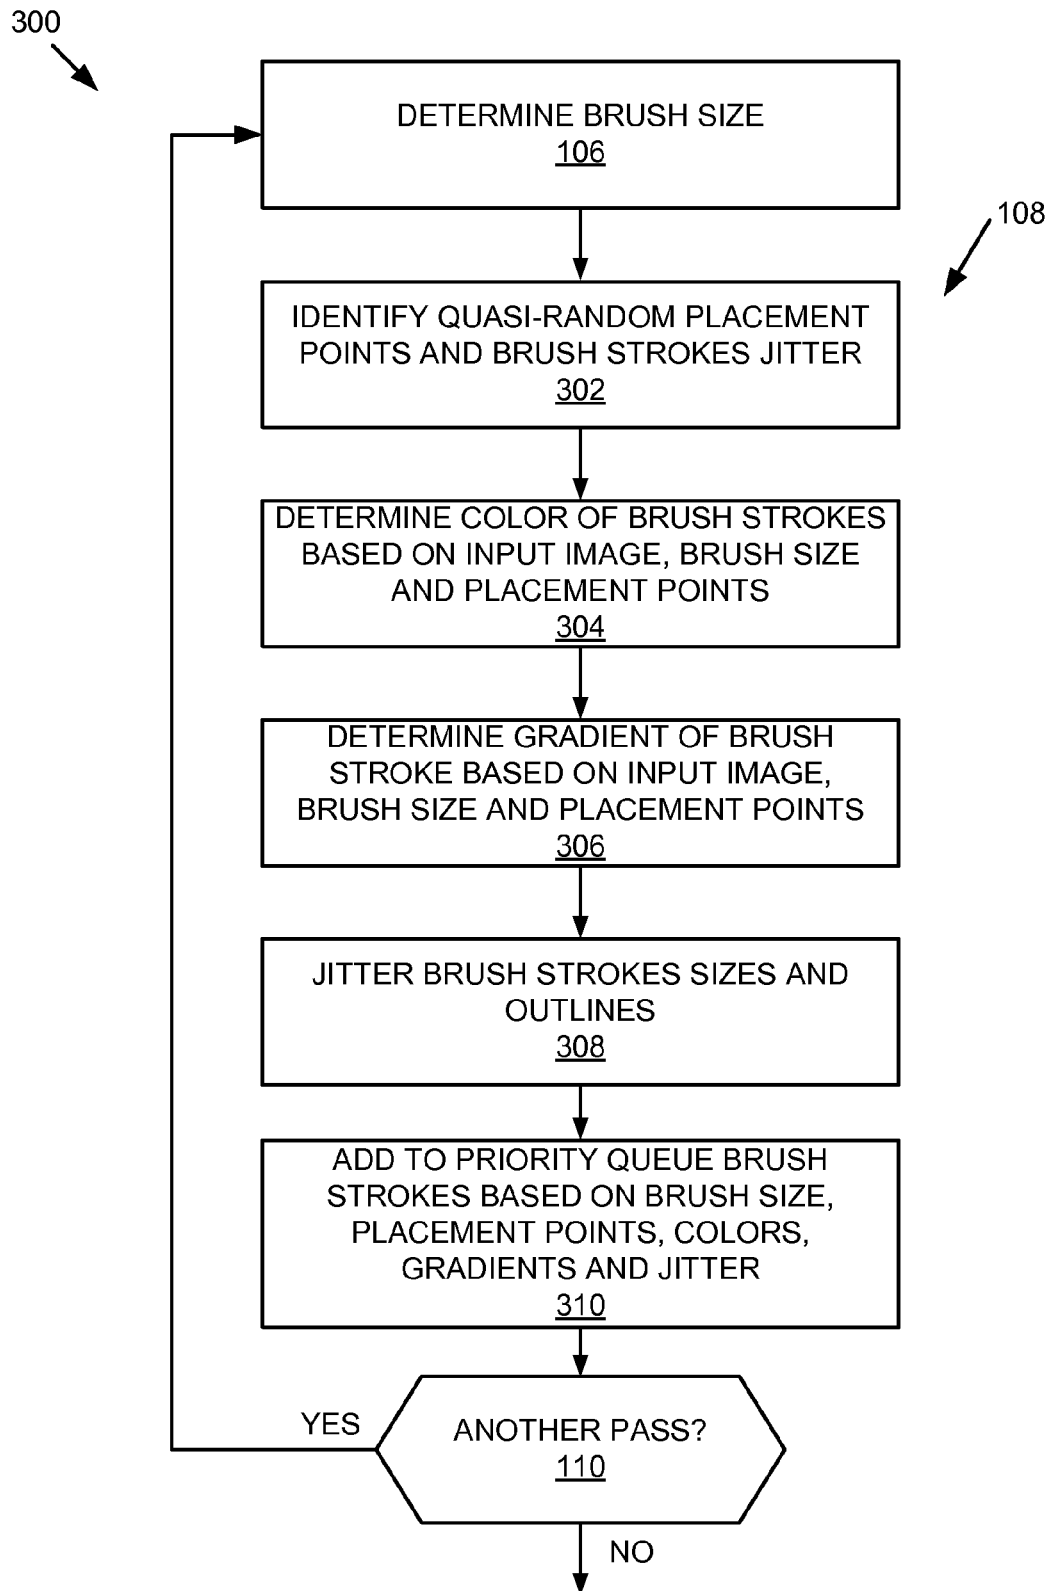 300
DETERMINE BRUSH SIZE
106
108
IDENTIFY QUASI-RANDOM PLACEMENT
POINTS AND BRUSH STROKES JITTER
302
DETERMINE COLOR OF BRUSH STROKES
BASED ON INPUT IMAGE, BRUSH SIZE
AND PLACEMENT POINTS
304
DETERMINE GRADIENT OF BRUSH
STROKE BASED ON INPUT IMAGE,
BRUSH SIZE AND PLACEMENT POINTS
306
JITTER BRUSH STROKES SIZES AND
OUTLINES
308
ADD TO PRIORITY QUEUE BRUSH
STROKES BASED ON BRUSH SIZE,
PLACEMENT POINTS, COLORS,
GRADIENTS AND JITTER
310
YES
ANOTHER PASS?
110
NO